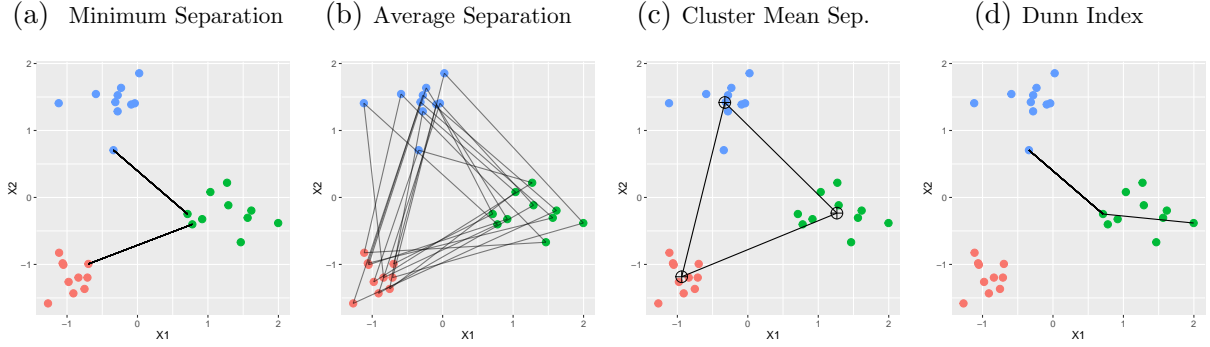 (a) Minimum Separation
(b) Average Separation
(c) Cluster Mean Sep.
(d) Dunn Index
2
1
0
−1
X2
−1 0 1 2
X1
2
1
0
−1
X2
−1 0 1 2
X1
2
1
0
−1
X2
−1 0 1 2
X1
2
1
0
−1
X2
−1 0 1 2
X1